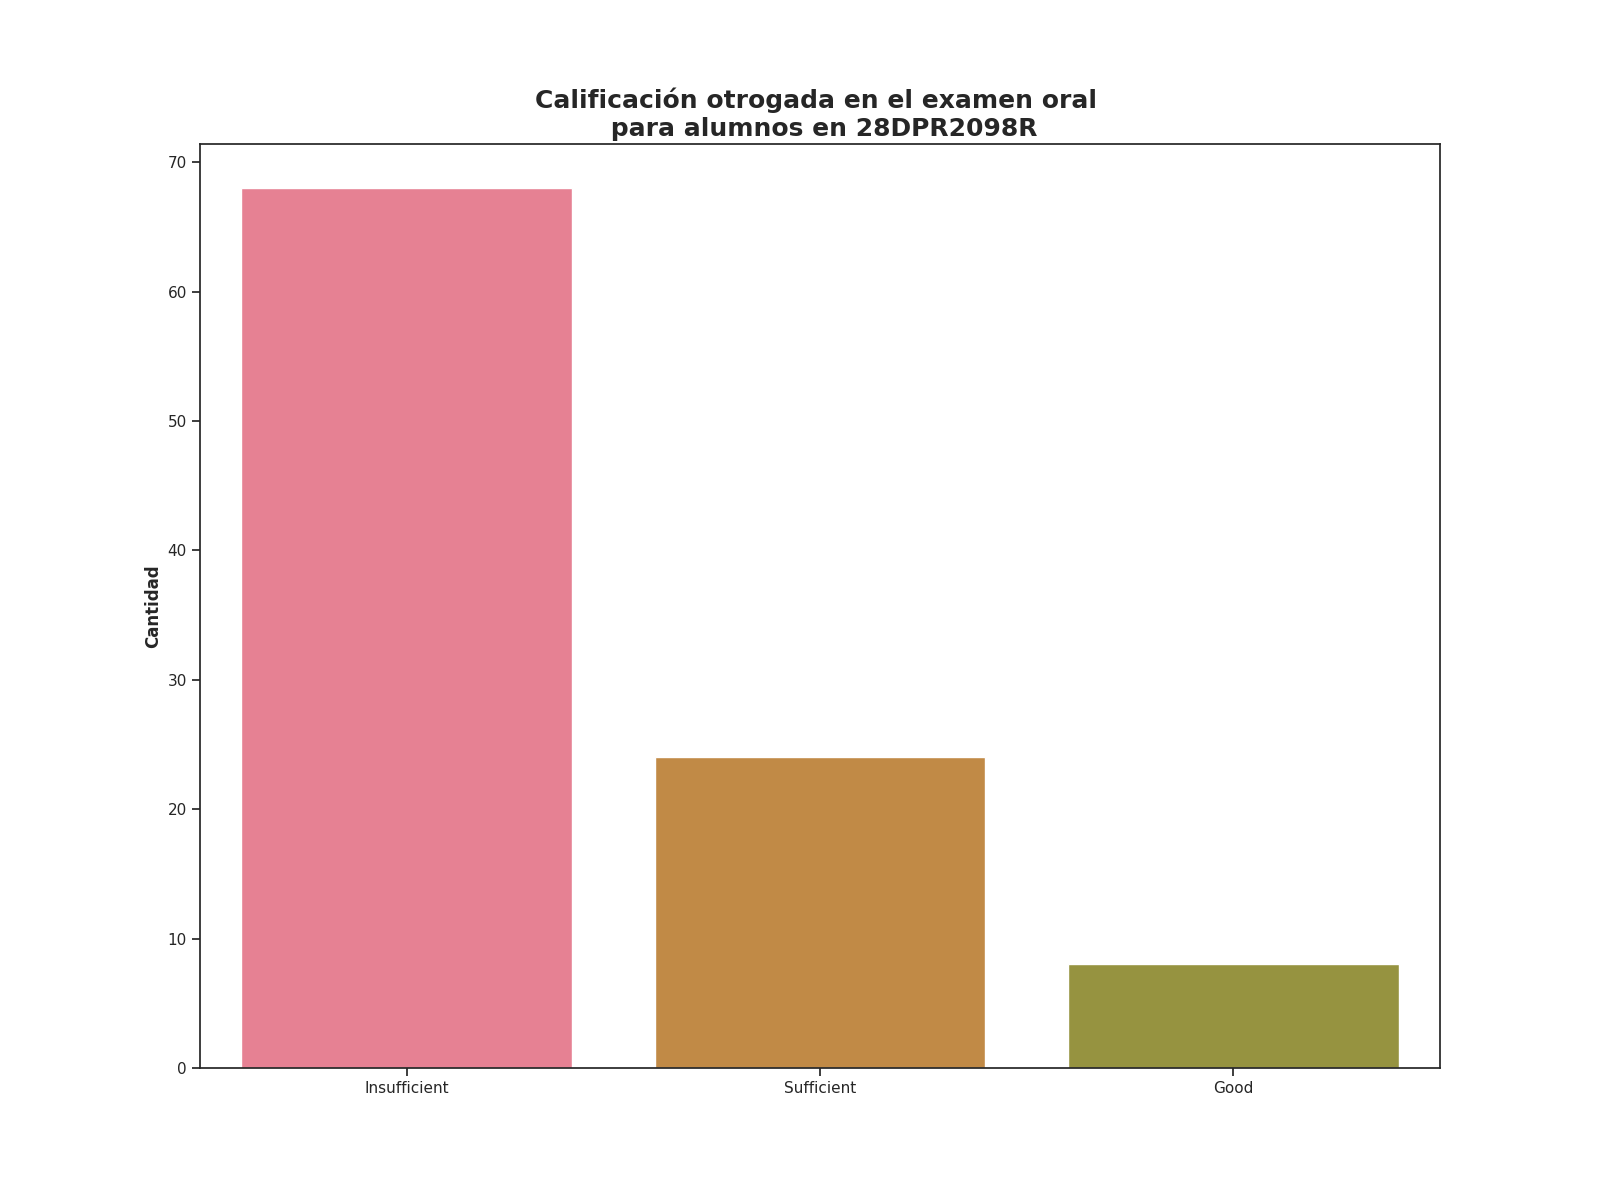 Calificación otrogada en el examen oral
para alumnos en 28DPR2098R
70
60
50
40
30
20
10
0
Cantidad
Insufficient
Sufficient
Good